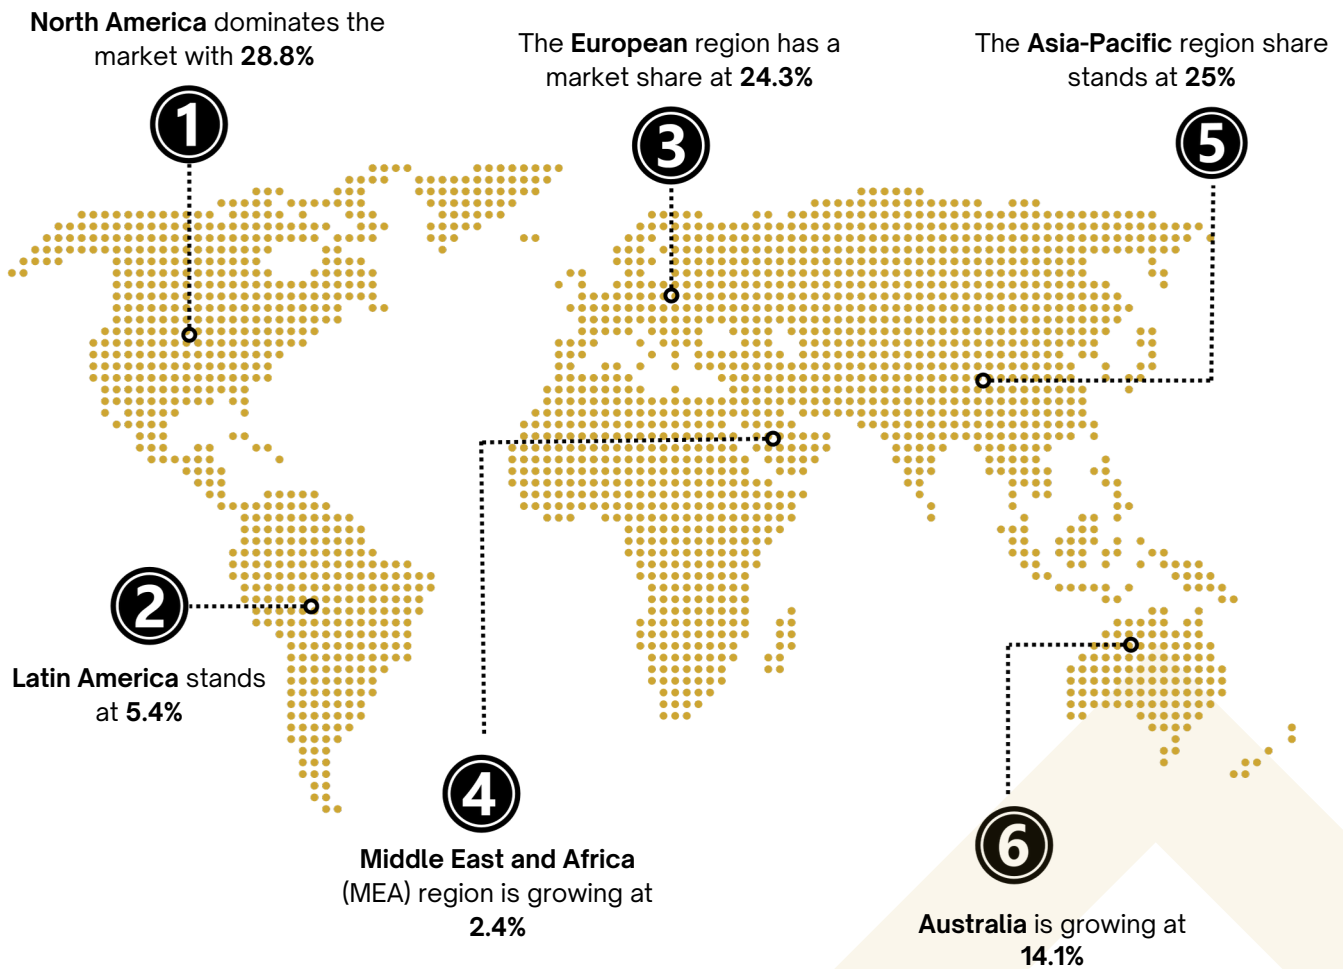 North America dominates the
market with 28.8%
1
The European region has a
market share at 24.3%
3
The Asia-Pacific region share
stands at 25%
5
2
Latin America stands
at 5.4%
4
Middle East and Africa
(MEA) region is growing at
2.4%
6
Australia is growing at
14.1%